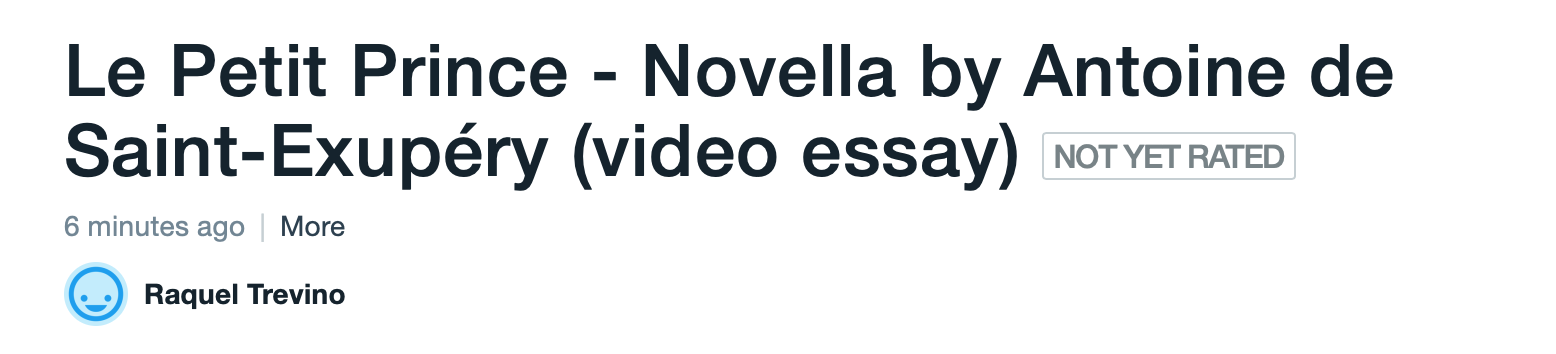 Le Petit Prince - Novella by Antoine de
Saint-Exupéry (video essay) NOT YET RATED
6 minutes ago | More
Raquel Trevino